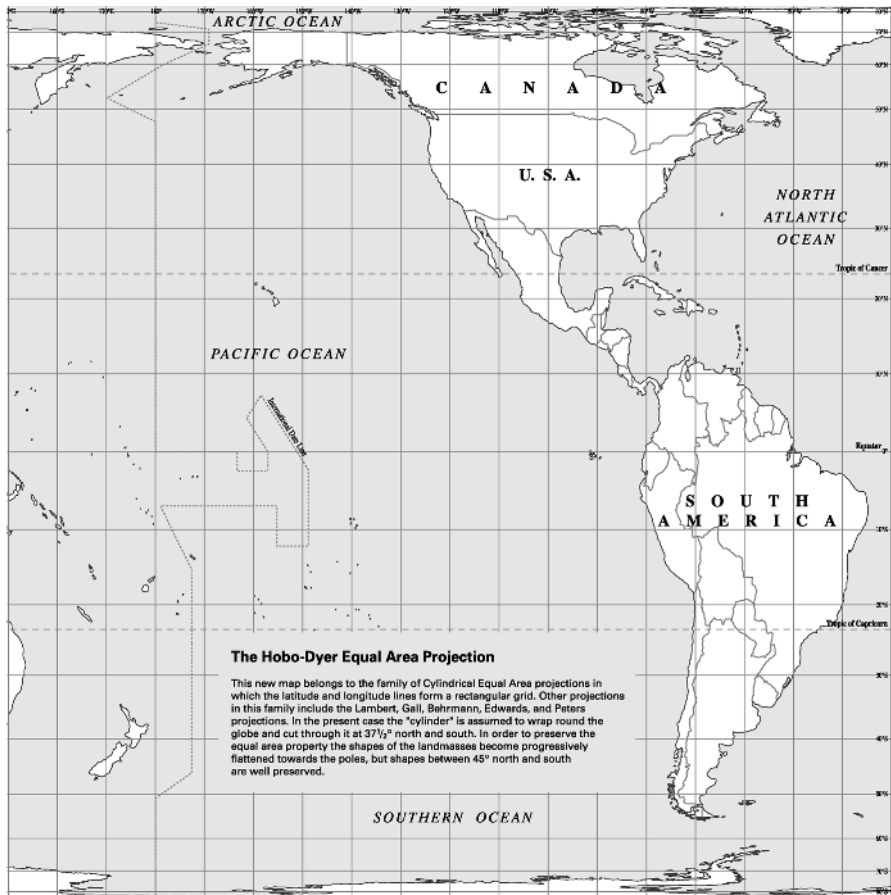 ARCTIC OCEAN
C A N A D A
U. S. A.
NORTH
ATLANTIC
OCEAN
Tropic of Cancer
PACIFIC OCEAN
International Date Line
Equator
S O U T H
A M E R I C A
Tropic of Capricorn
The Hobo-Dyer Equal Area Projection
This new map belongs to the family of Cylindrical Equal Area projections in
which the latitude and longitude lines form a rectangular grid. Other projections
in this family include the Lambert, Gall, Behrmann, Edwards, and Peters
projections. In the present case the "cylinder" is assumed to wrap round the
globe and cut through it at 37½° north and south. In order to preserve the
equal area property the shapes of the landmasses become progressively
flattened towards the poles, but shapes between 45° north and south
are well preserved.
SOUTHERN OCEAN